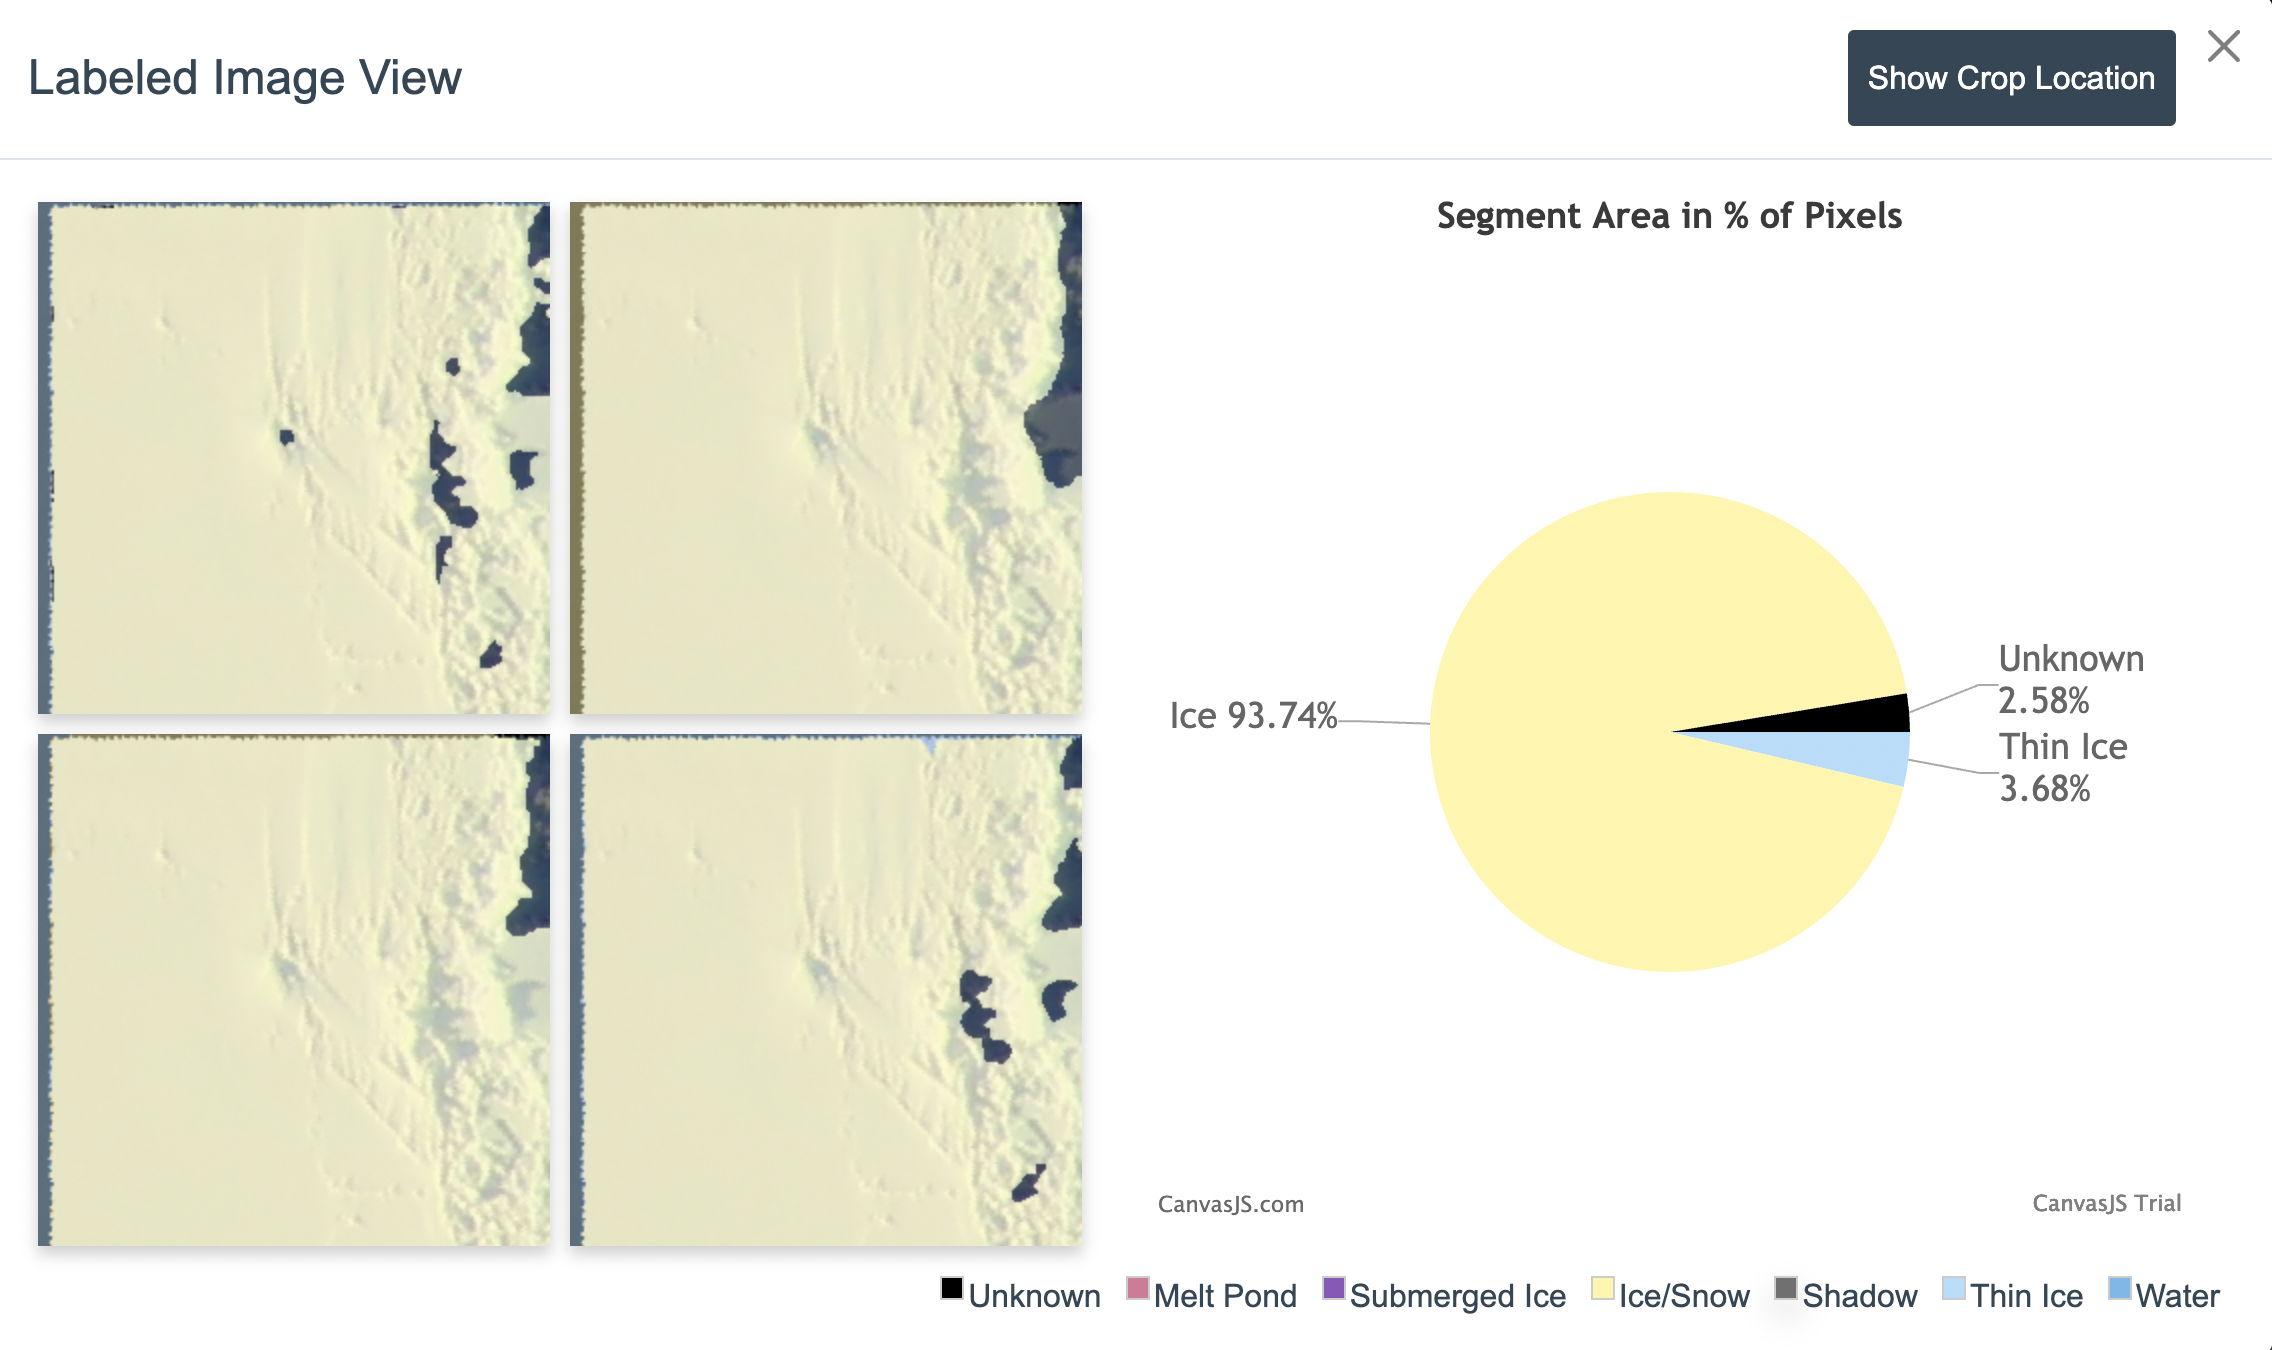 Labeled Image View
Show Crop Location
Segment Area in % of Pixels
Unknown
2.58%
Ice 93.74%
Thin Ice
3.68%
CanvasJS.com
CanvasJS Trial
Unknown Melt Pond Submerged Ice Ice/Snow Shadow Thin Ice Water